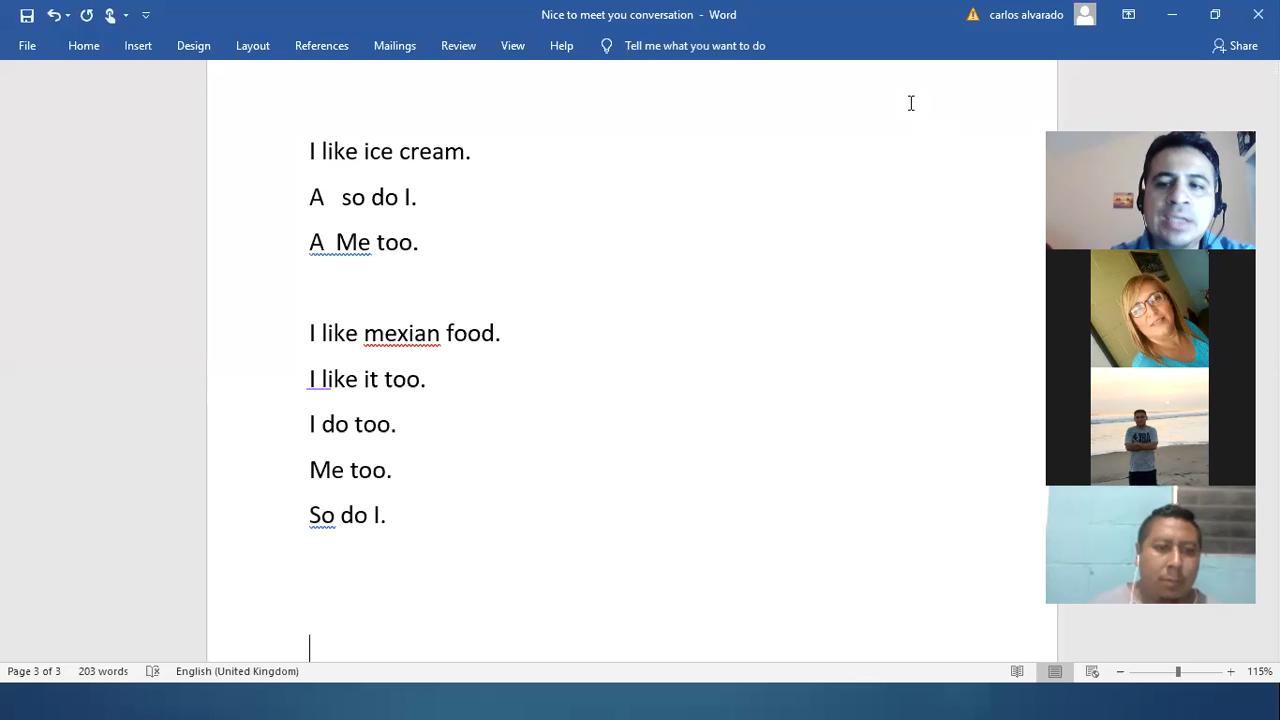 Nice to meet you conversation - Word
carlos alvarado
File Home Insert Design Layout References Mailings Review View Help Tell me what you want to do Share
I like ice cream.
A so do I.
A Me too.
I like mexian food.
I like it too.
I do too.
Me too.
So do I.
Page 3 of 3 203 words English (United Kingdom) 115%